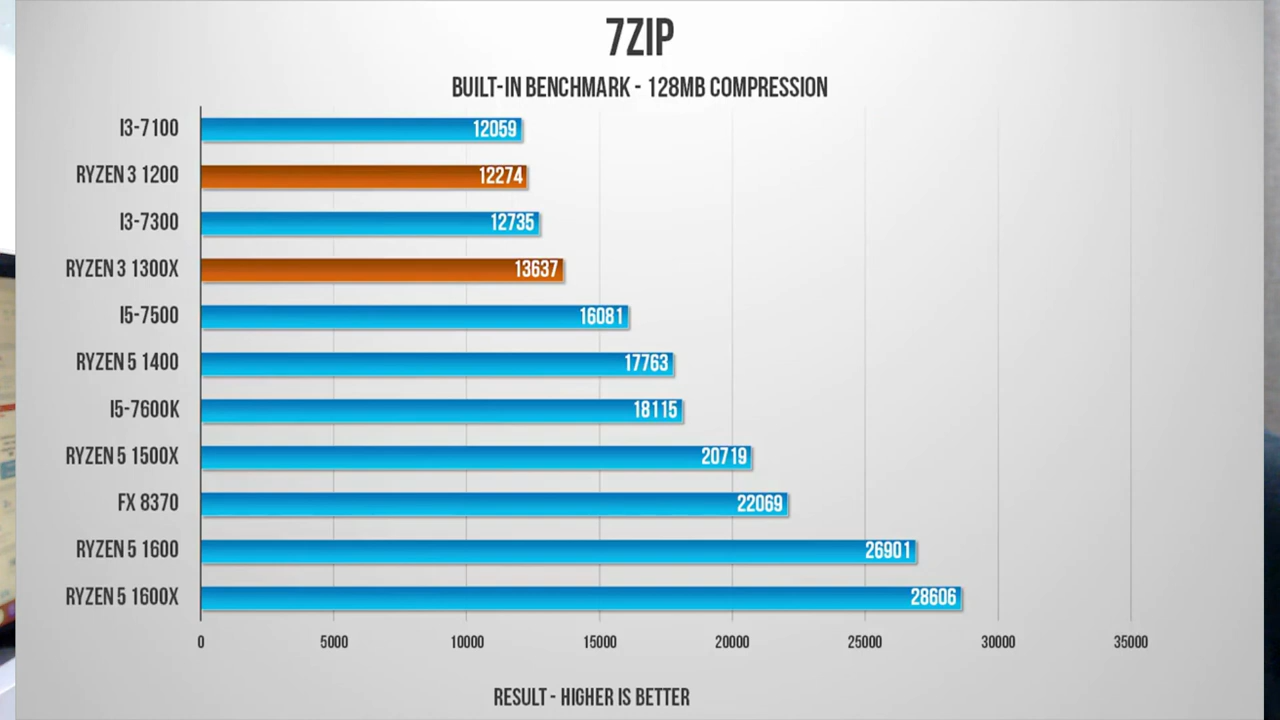 7ZIP
BUILT-IN BENCHMARK - 128MB COMPRESSION
I3-7100 12059
RYZEN 3 1200 12274
I3-7300 12735
RYZEN 3 1300X 13637
I5-7500 16081
RYZEN 5 1400 17763
I5-7600K 18115
RYZEN 5 1500X 20719
FX 8370 22069
RYZEN 5 1600 26901
RYZEN 5 1600X 28606
0 5000 10000 15000 20000 25000 30000 35000
RESULT - HIGHER IS BETTER